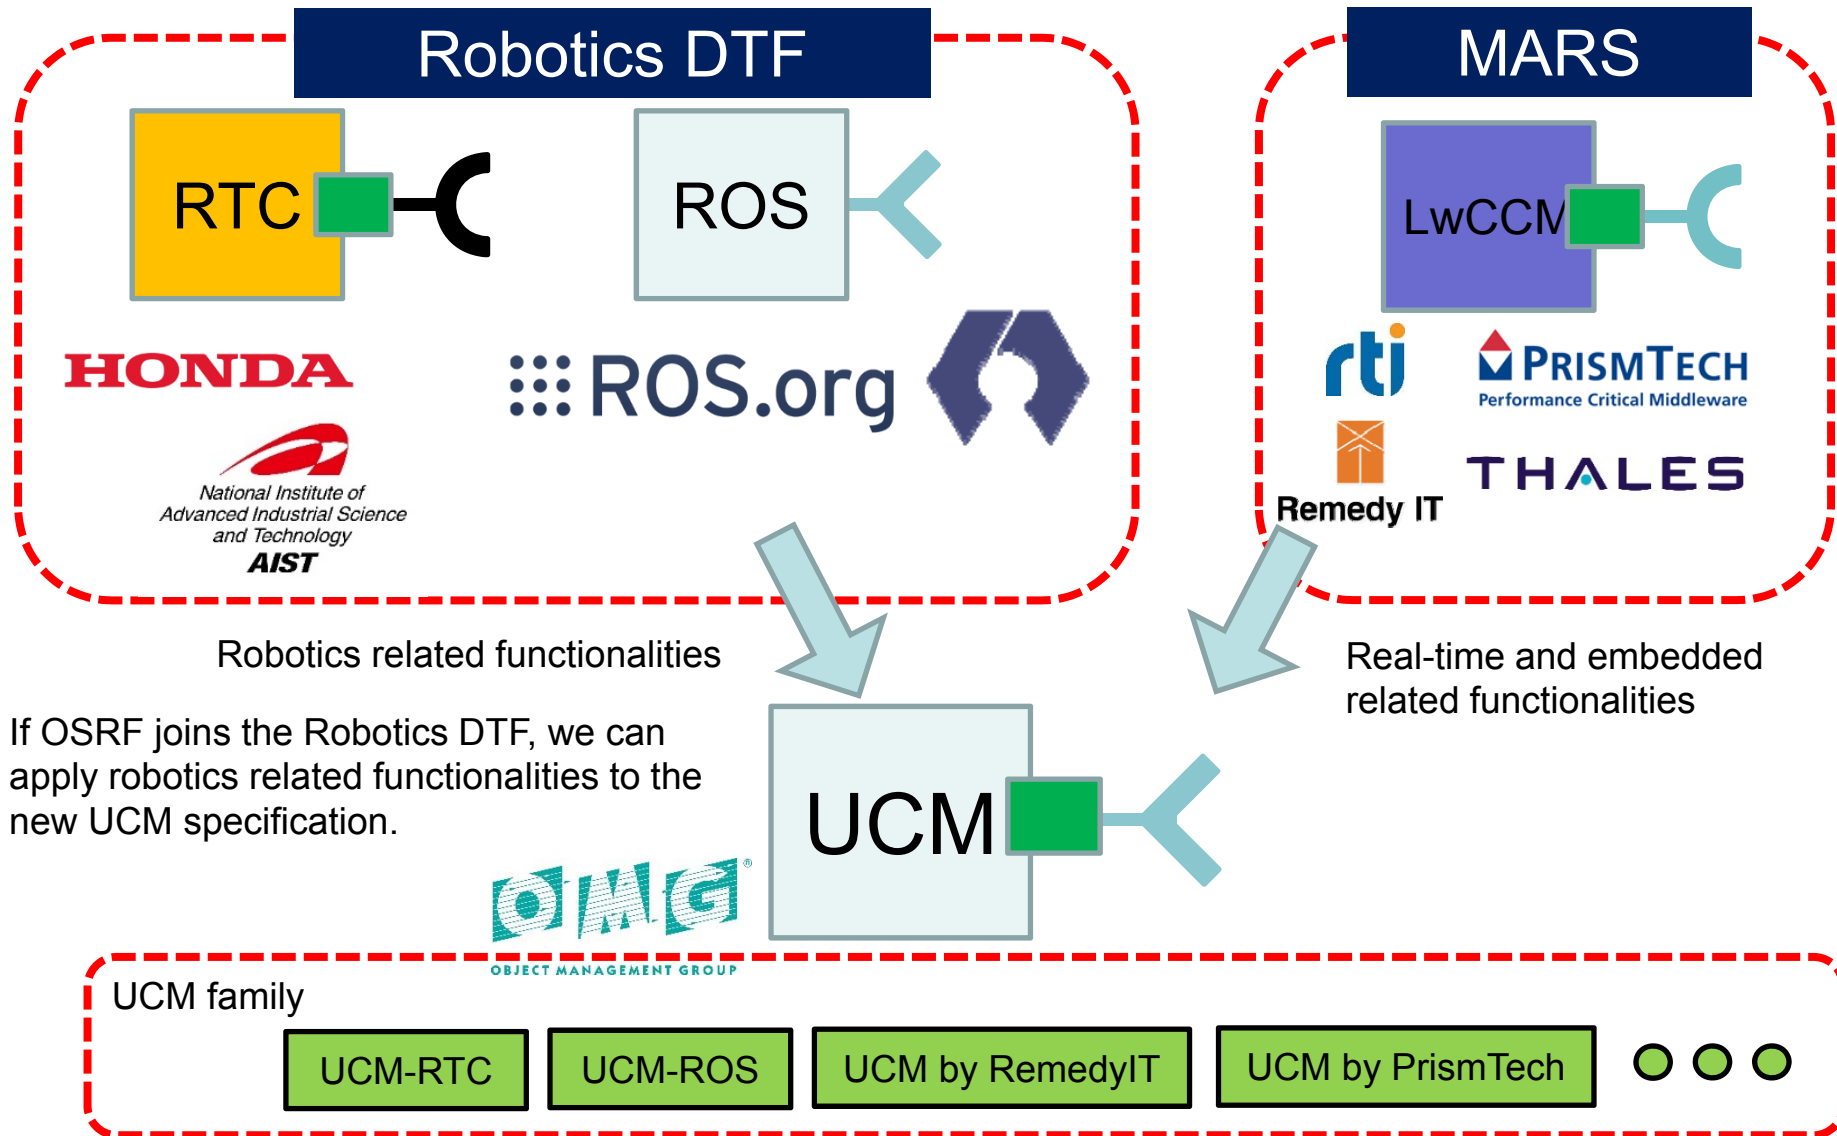 Robotics DTF
MARS
RTC
ROS
LwCCM
HONDA
ROS.org
rti
PRISMTECH
Performance Critical Middleware
National Institute of
Advanced Industrial Science
and Technology
AIST
Remedy IT
THALES
Robotics related functionalities
Real-time and embedded
related functionalities
If OSRF joins the Robotics DTF, we can
apply robotics related functionalities to the
new UCM specification.
UCM
OMG®
OBJECT MANAGEMENT GROUP
UCM family
UCM-RTC
UCM-ROS
UCM by RemedyIT
UCM by PrismTech